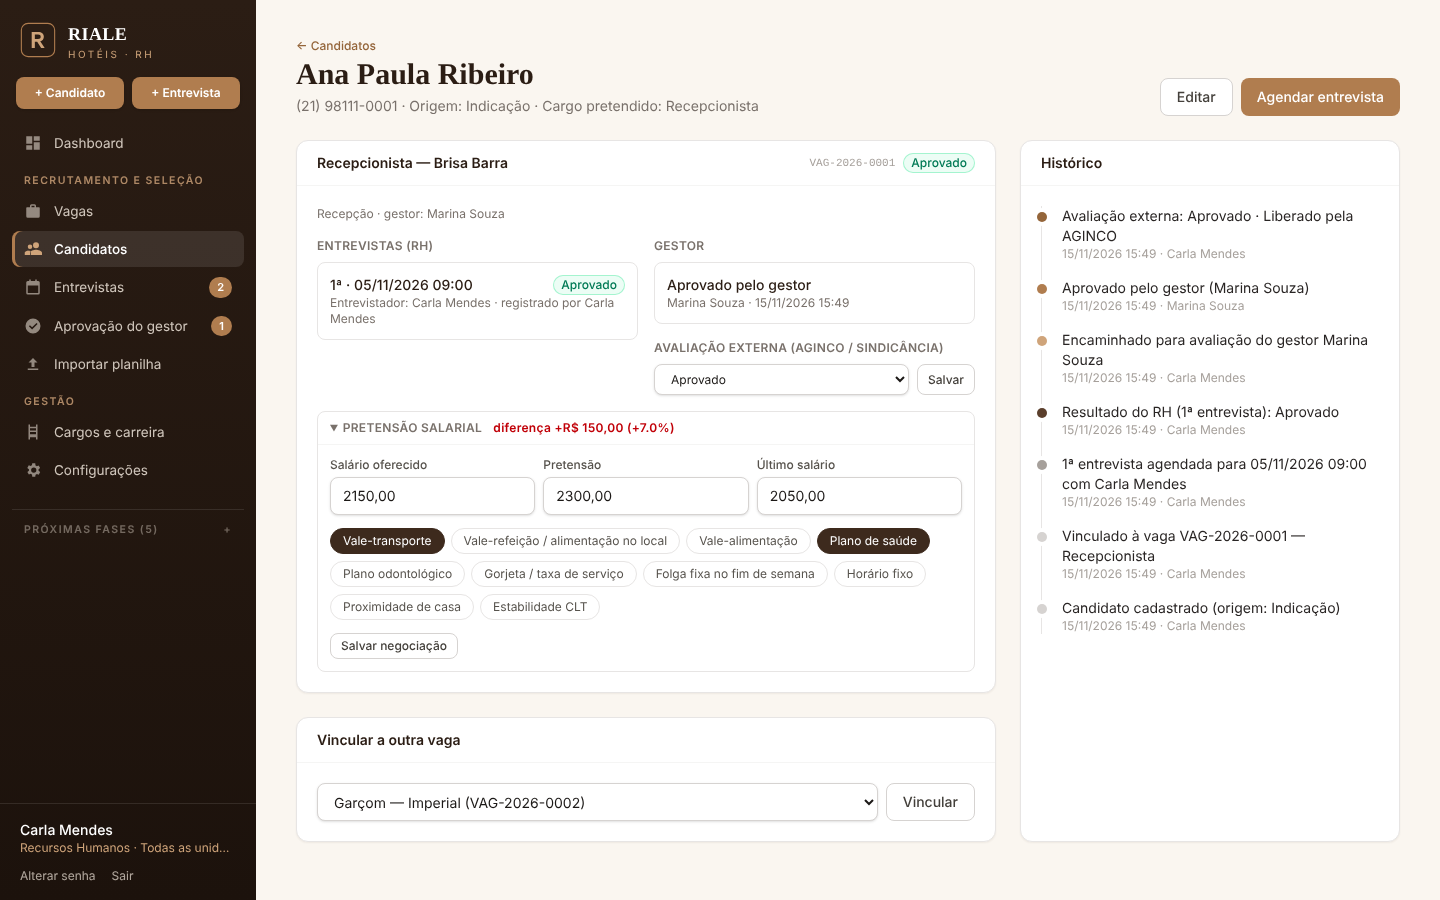 R
RIALE
HOTÉIS · RH
+ Candidato
+ Entrevista
Dashboard
RECRUTAMENTO E SELEÇÃO
Vagas
Candidatos
Entrevistas 2
Aprovação do gestor 1
Importar planilha
GESTÃO
Cargos e carreira
Configurações
PRÓXIMAS FASES (5) +
Carla Mendes
Recursos Humanos · Todas as unid...
Alterar senha Sair
← Candidatos
Ana Paula Ribeiro
(21) 98111-0001 · Origem: Indicação · Cargo pretendido: Recepcionista
Editar
Agendar entrevista
Recepcionista — Brisa Barra
VAG-2026-0001 Aprovado
Recepção · gestor: Marina Souza
ENTREVISTAS (RH)
1ª · 05/11/2026 09:00 Aprovado
Entrevistador: Carla Mendes · registrado por Carla
Mendes
GESTOR
Aprovado pelo gestor
Marina Souza · 15/11/2026 15:49
AVALIAÇÃO EXTERNA (AGINCO / SINDICÂNCIA)
Aprovado
Salvar
▼ PRETENSÃO SALARIAL diferença +R$ 150,00 (+7.0%)
Salário oferecido
2150,00
Pretensão
2300,00
Último salário
2050,00
Vale-transporte
Vale-refeição / alimentação no local
Vale-alimentação
Plano de saúde
Plano odontológico
Gorjeta / taxa de serviço
Folga fixa no fim de semana
Horário fixo
Proximidade de casa
Estabilidade CLT
Salvar negociação
Vincular a outra vaga
Garçom — Imperial (VAG-2026-0002)
Vincular
Histórico
Avaliação externa: Aprovado · Liberado pela
AGINCO
15/11/2026 15:49 · Carla Mendes
Aprovado pelo gestor (Marina Souza)
15/11/2026 15:49 · Marina Souza
Encaminhado para avaliação do gestor Marina
Souza
15/11/2026 15:49 · Carla Mendes
Resultado do RH (1ª entrevista): Aprovado
15/11/2026 15:49 · Carla Mendes
1ª entrevista agendada para 05/11/2026 09:00
com Carla Mendes
15/11/2026 15:49 · Carla Mendes
Vinculado à vaga VAG-2026-0001 —
Recepcionista
15/11/2026 15:49 · Carla Mendes
Candidato cadastrado (origem: Indicação)
15/11/2026 15:49 · Carla Mendes